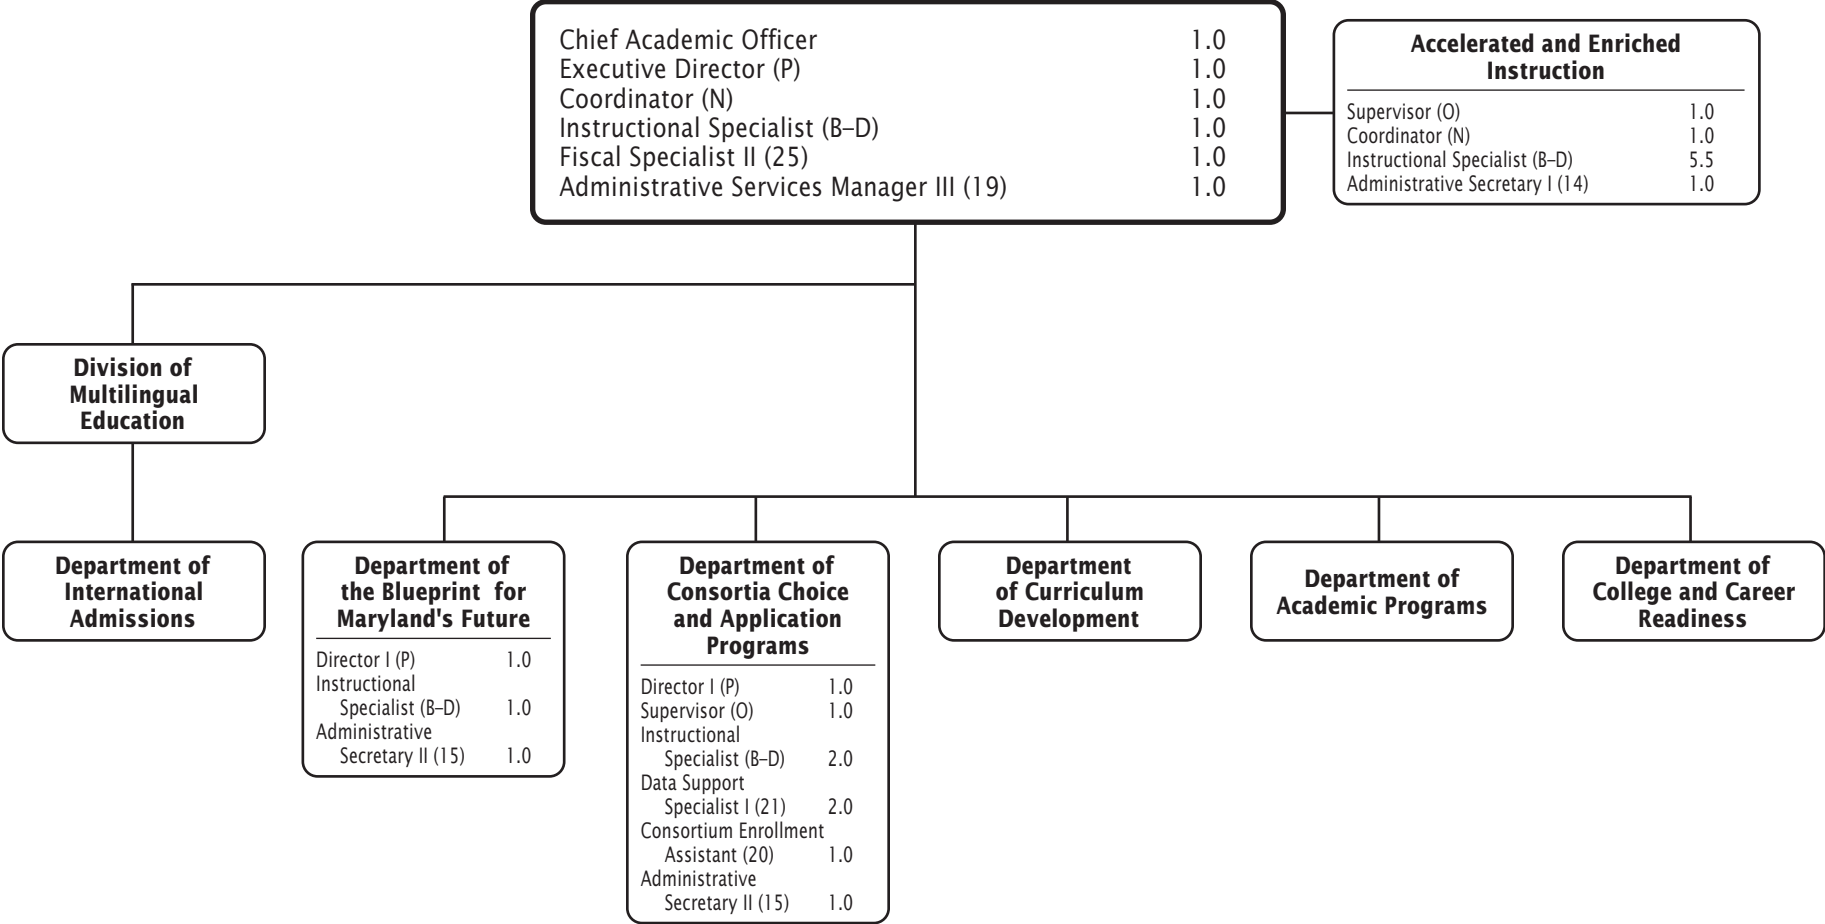 Chief Academic Officer 1.0
Executive Director (P) 1.0
Coordinator (N) 1.0
Instructional Specialist (B–D) 1.0
Fiscal Specialist II (25) 1.0
Administrative Services Manager III (19) 1.0
Accelerated and Enriched
Instruction
Supervisor (O) 1.0
Coordinator (N) 1.0
Instructional Specialist (B–D) 5.5
Administrative Secretary I (14) 1.0
Division of
Multilingual
Education
Department of
International
Admissions
Department of
the Blueprint for
Maryland's Future
Director I (P) 1.0
Instructional
Specialist (B–D) 1.0
Administrative
Secretary II (15) 1.0
Department of
Consortia Choice
and Application
Programs
Director I (P) 1.0
Supervisor (O) 1.0
Instructional
Specialist (B–D) 2.0
Data Support
Specialist I (21) 2.0
Consortium Enrollment
Assistant (20) 1.0
Administrative
Secretary II (15) 1.0
Department
of Curriculum
Development
Department of
Academic Programs
Department of
College and Career
Readiness